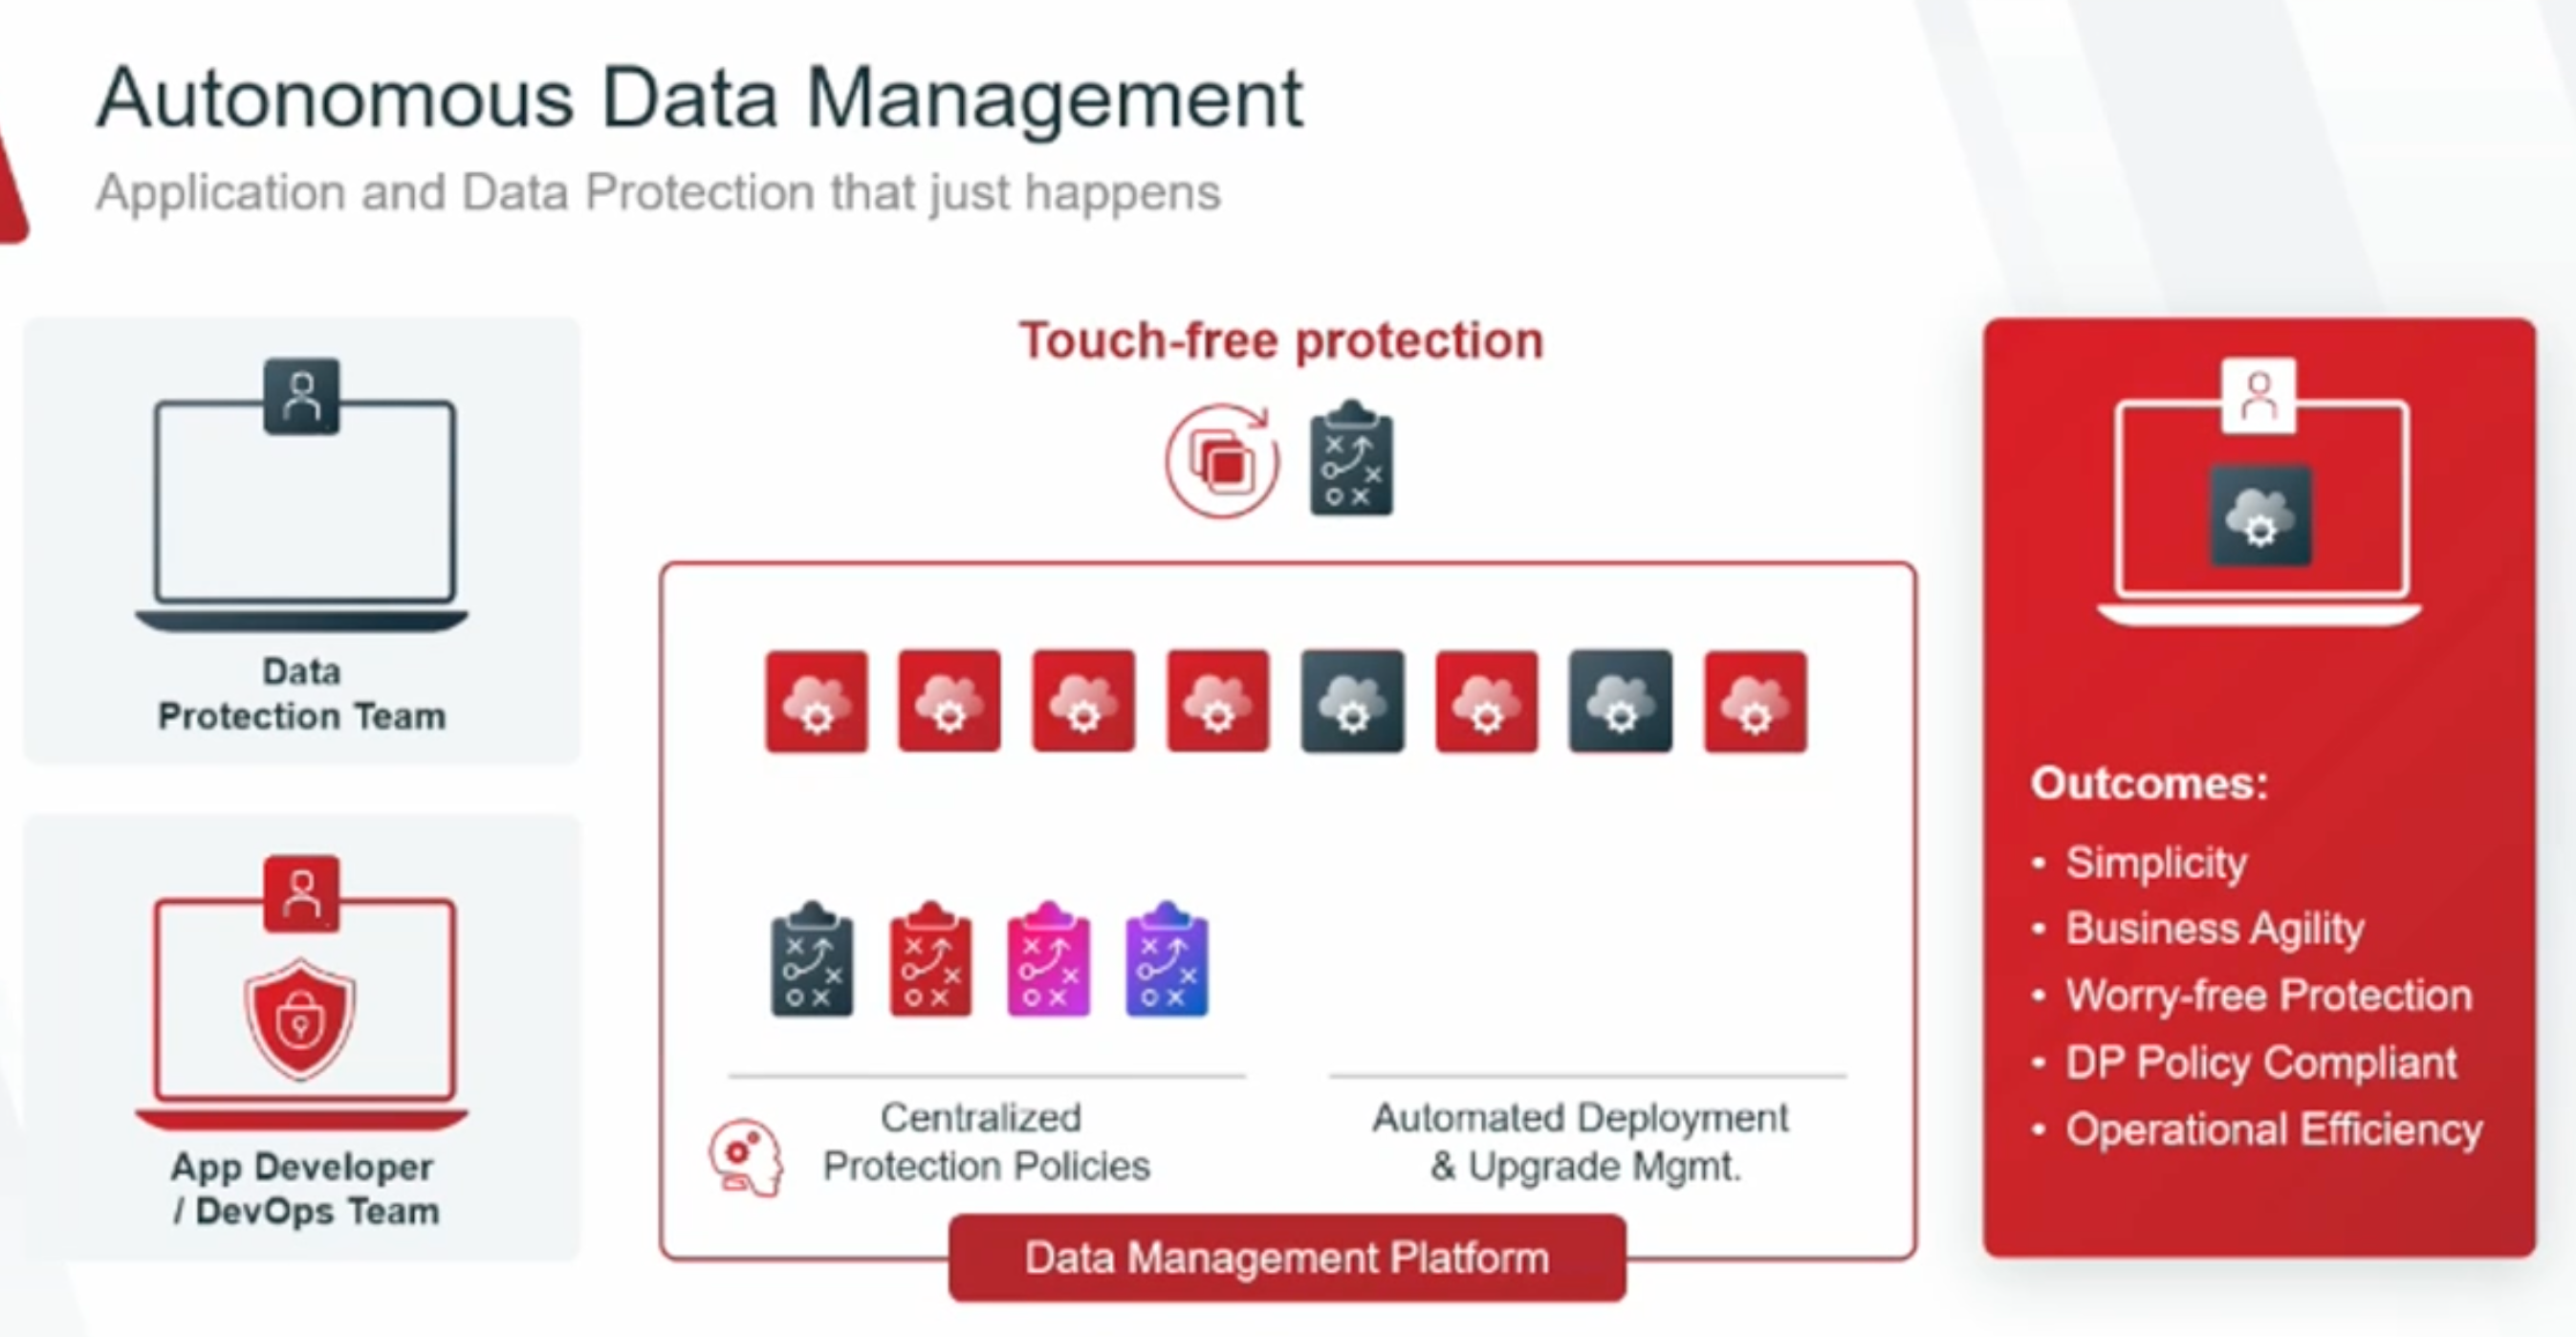 Autonomous Data Management
Application and Data Protection that just happens
Data
Protection Team
App Developer
/ DevOps Team
Touch-free protection
Centralized
Protection Policies
Automated Deployment
& Upgrade Mgmt.
Data Management Platform
Outcomes:
• Simplicity
• Business Agility
• Worry-free Protection
• DP Policy Compliant
• Operational Efficiency